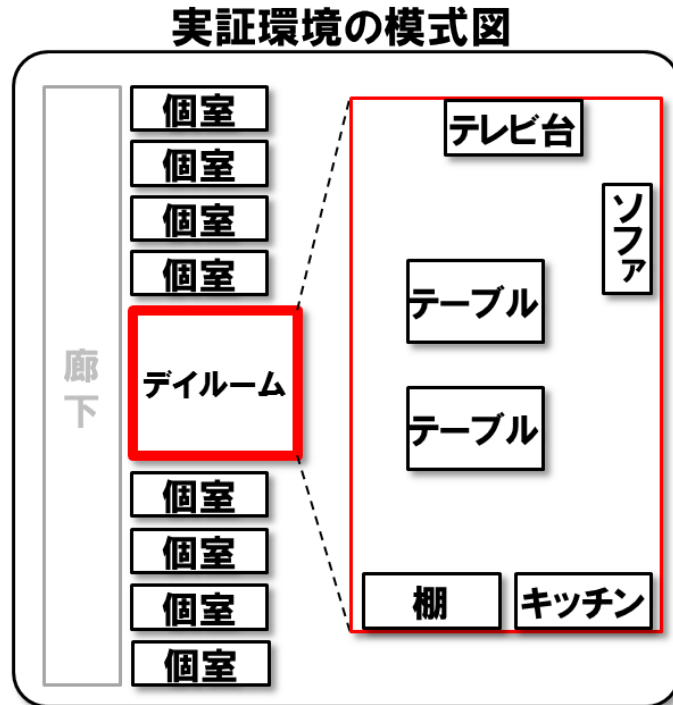 実証環境の模式図
廊下
個室
個室
個室
個室
デイルーム
個室
個室
個室
個室
テレビ台
ソファ
テーブル
テーブル
棚
キッチン